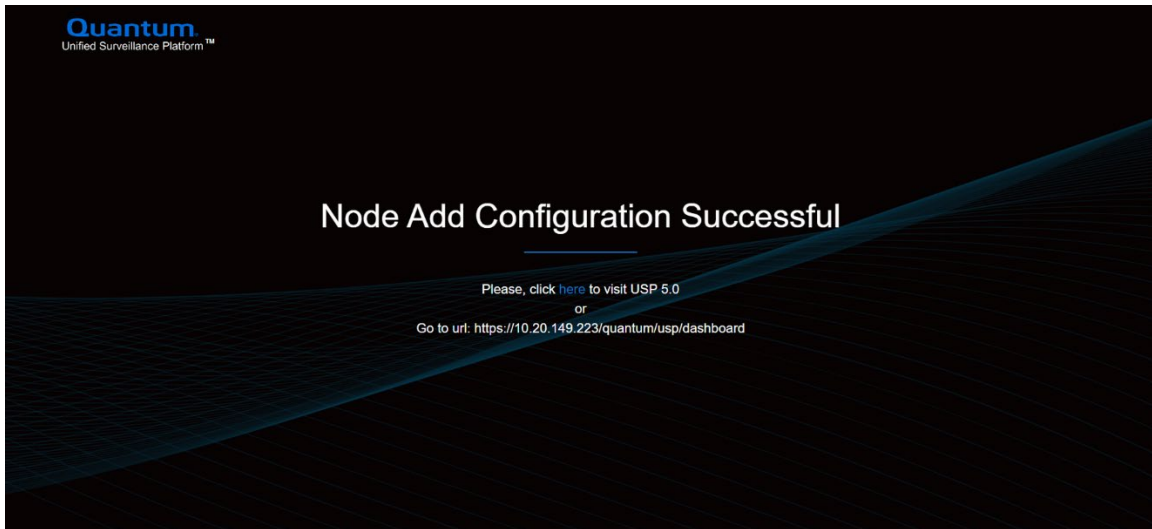 Quantum.
Unified Surveillance Platform™
Node Add Configuration Successful
Please, click here to visit USP 5.0
or
Go to url: https://10.20.149.223/quantum/usp/dashboard